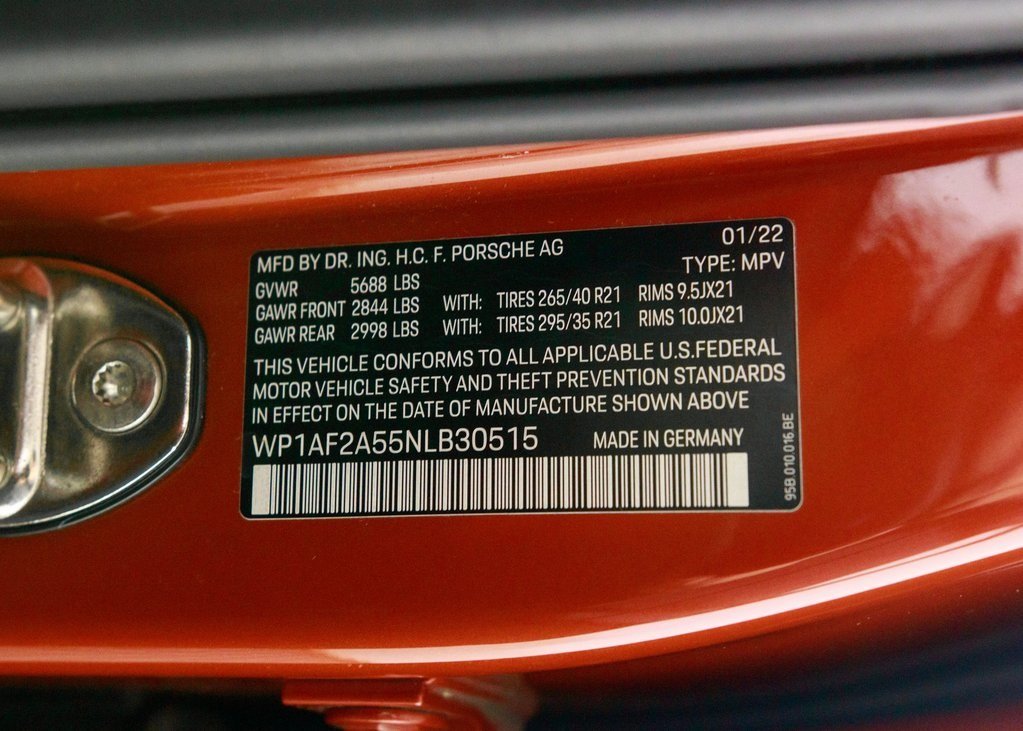 MFD BY DR. ING. H.C. F. PORSCHE AG 01/22
TYPE: MPV
GVWR 5688 LBS
GAWR FRONT 2844 LBS WITH: TIRES 265/40 R21 RIMS 9.5JX21
GAWR REAR 2998 LBS WITH: TIRES 295/35 R21 RIMS 10.0JX21
THIS VEHICLE CONFORMS TO ALL APPLICABLE U.S.FEDERAL
MOTOR VEHICLE SAFETY AND THEFT PREVENTION STANDARDS
IN EFFECT ON THE DATE OF MANUFACTURE SHOWN ABOVE
WP1AF2A55NLB30515 MADE IN GERMANY
95B.010.016.BE